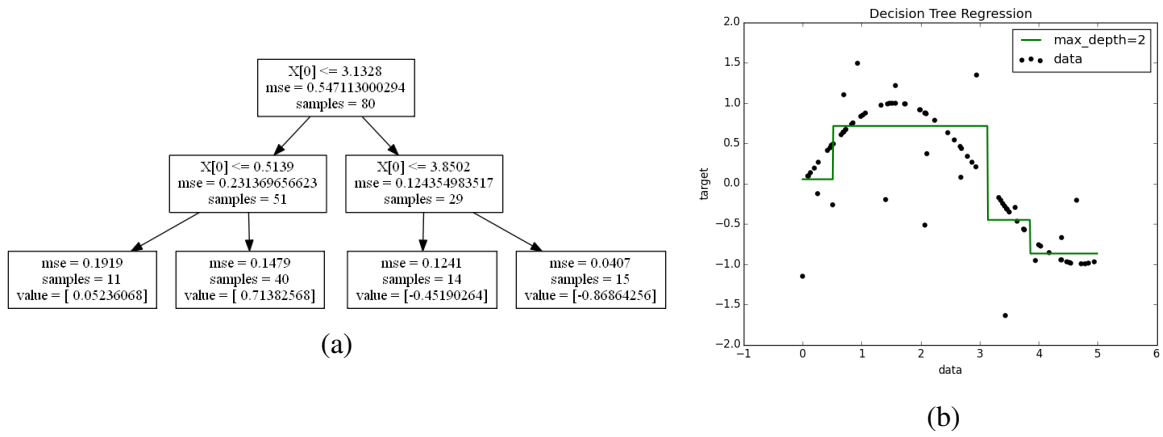 X[0] <= 3.1328
mse = 0.547113000294
samples = 80
X[0] <= 0.5139
mse = 0.231369656623
samples = 51
X[0] <= 3.8502
mse = 0.124354983517
samples = 29
mse = 0.1919
samples = 11
value = [ 0.05236068]
mse = 0.1479
samples = 40
value = [ 0.71382568]
mse = 0.1241
samples = 14
value = [-0.45190264]
mse = 0.0407
samples = 15
value = [-0.86864256]
(a)
Decision Tree Regression
max_depth=2
data
2.0
1.5
1.0
0.5
0.0
−0.5
−1.0
−1.5
−2.0
target
−1 0 1 2 3 4 5 6
data
(b)